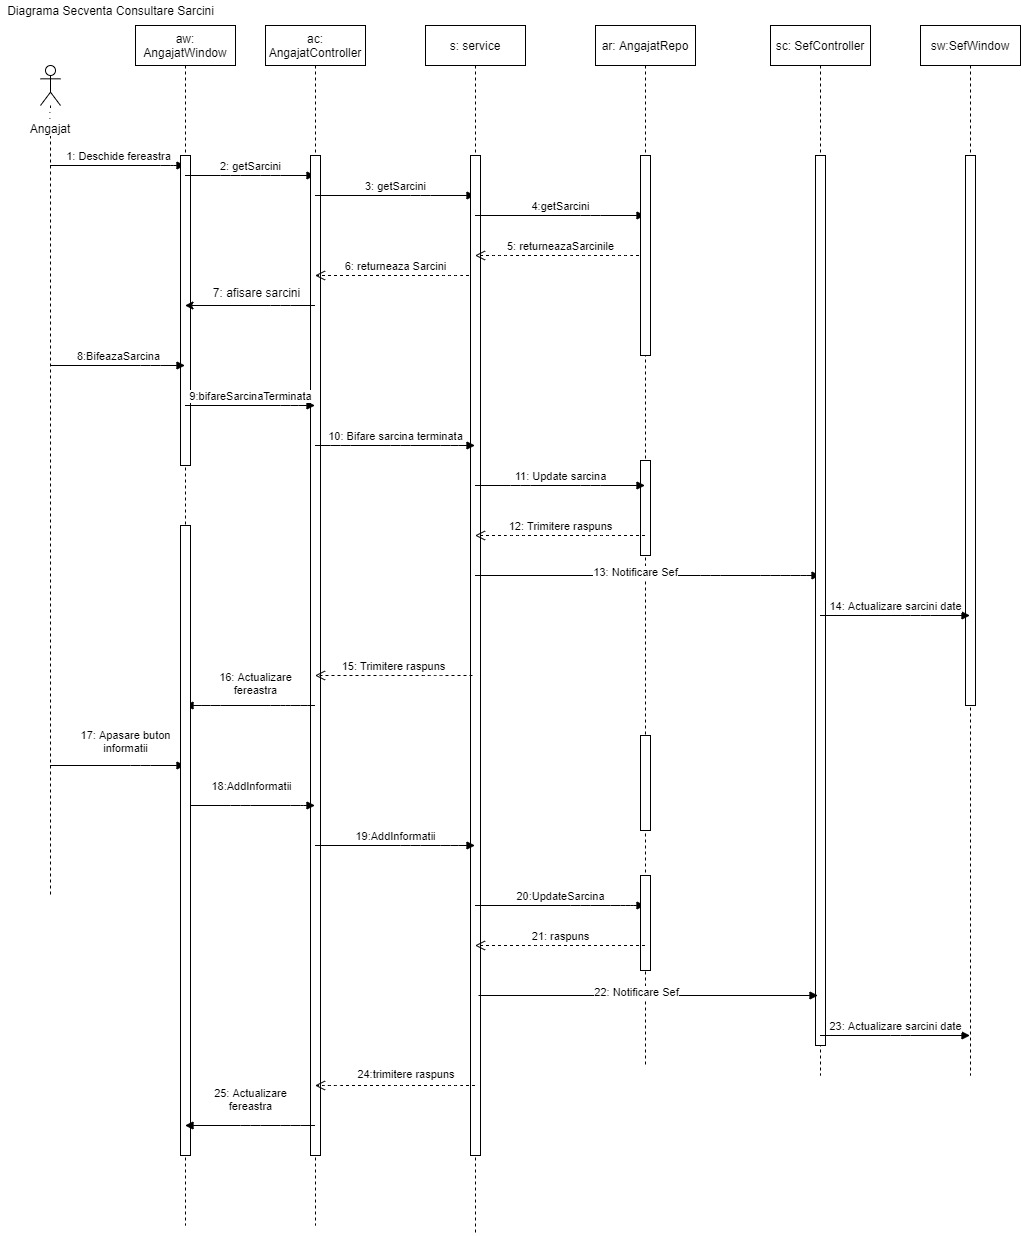 Diagrama Secventa Consultare Sarcini
aw:
AngajatWindow
ac:
AngajatController
s: service
ar: AngajatRepo
sc: SefController
sw:SefWindow
Angajat
1: Deschide fereastra
2: getSarcini
3: getSarcini
4:getSarcini
5: returneazaSarcinile
6: returneaza Sarcini
7: afisare sarcini
8:BifeazaSarcina
9:bifareSarcinaTerminata
10: Bifare sarcina terminata
11: Update sarcina
12: Trimitere raspuns
13: Notificare Sef
14: Actualizare sarcini date
15: Trimitere raspuns
16: Actualizare
fereastra
17: Apasare buton
informatii
18:AddInformatii
19:AddInformatii
20:UpdateSarcina
21: raspuns
22: Notificare Sef
23: Actualizare sarcini date
24:trimitere raspuns
25: Actualizare
fereastra